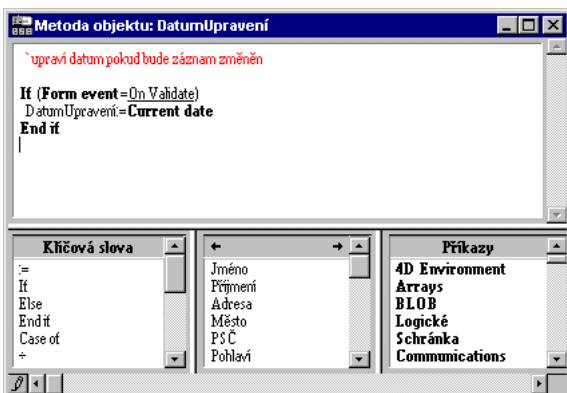 Metoda objektu: DatumUpravení
`upraví datum pokud bude záznam změněn
If (Form event=On Validate)
DatumUpravení:=Current date
End if
Klíčová slova
:=
If
Else
End if
Case of
÷
← →
Jméno
Příjmení
Adresa
Město
PSČ
Pohlaví
Příkazy
4D Environment
Arrays
BLOB
Logické
Schránka
Communications